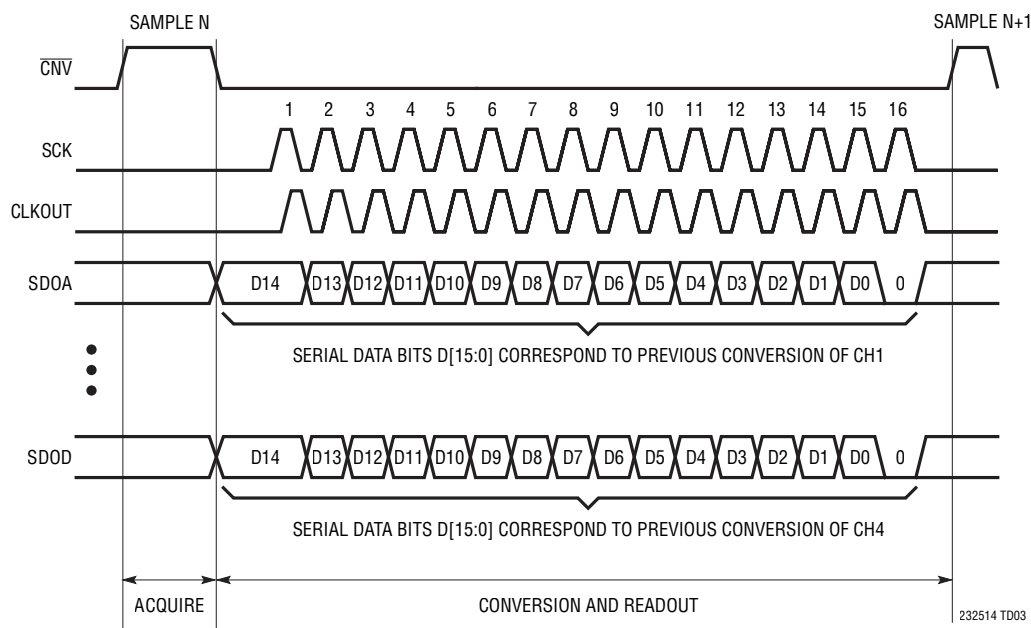 SAMPLE N
SAMPLE N+1
CNV
1 2 3 4 5 6 7 8 9 10 11 12 13 14 15 16
SCK
CLKOUT
SDOA
D14 D13 D12 D11 D10 D9 D8 D7 D6 D5 D4 D3 D2 D1 D0 0
SERIAL DATA BITS D[15:0] CORRESPOND TO PREVIOUS CONVERSION OF CH1
SDOD
D14 D13 D12 D11 D10 D9 D8 D7 D6 D5 D4 D3 D2 D1 D0 0
SERIAL DATA BITS D[15:0] CORRESPOND TO PREVIOUS CONVERSION OF CH4
ACQUIRE
CONVERSION AND READOUT
232514 TD03